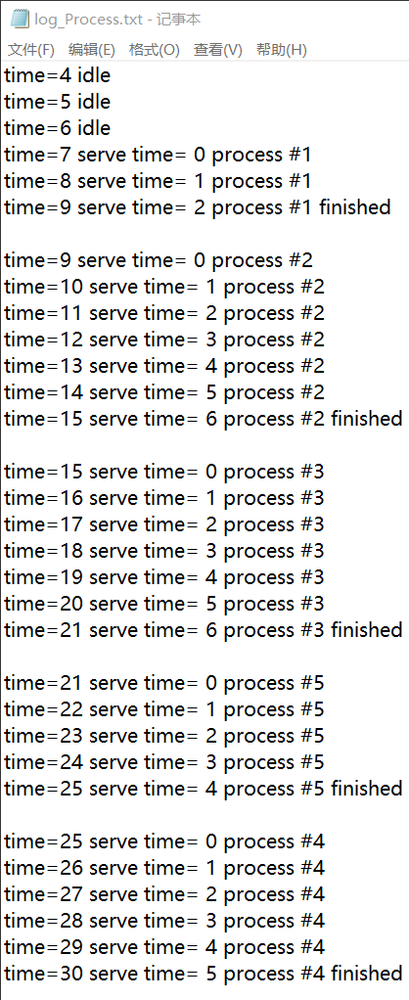 log_Process.txt - 记事本
文件(F) 编辑(E) 格式(O) 查看(V) 帮助(H)
time=4 idle
time=5 idle
time=6 idle
time=7 serve time= 0 process #1
time=8 serve time= 1 process #1
time=9 serve time= 2 process #1 finished
time=9 serve time= 0 process #2
time=10 serve time= 1 process #2
time=11 serve time= 2 process #2
time=12 serve time= 3 process #2
time=13 serve time= 4 process #2
time=14 serve time= 5 process #2
time=15 serve time= 6 process #2 finished
time=15 serve time= 0 process #3
time=16 serve time= 1 process #3
time=17 serve time= 2 process #3
time=18 serve time= 3 process #3
time=19 serve time= 4 process #3
time=20 serve time= 5 process #3
time=21 serve time= 6 process #3 finished
time=21 serve time= 0 process #5
time=22 serve time= 1 process #5
time=23 serve time= 2 process #5
time=24 serve time= 3 process #5
time=25 serve time= 4 process #5 finished
time=25 serve time= 0 process #4
time=26 serve time= 1 process #4
time=27 serve time= 2 process #4
time=28 serve time= 3 process #4
time=29 serve time= 4 process #4
time=30 serve time= 5 process #4 finished